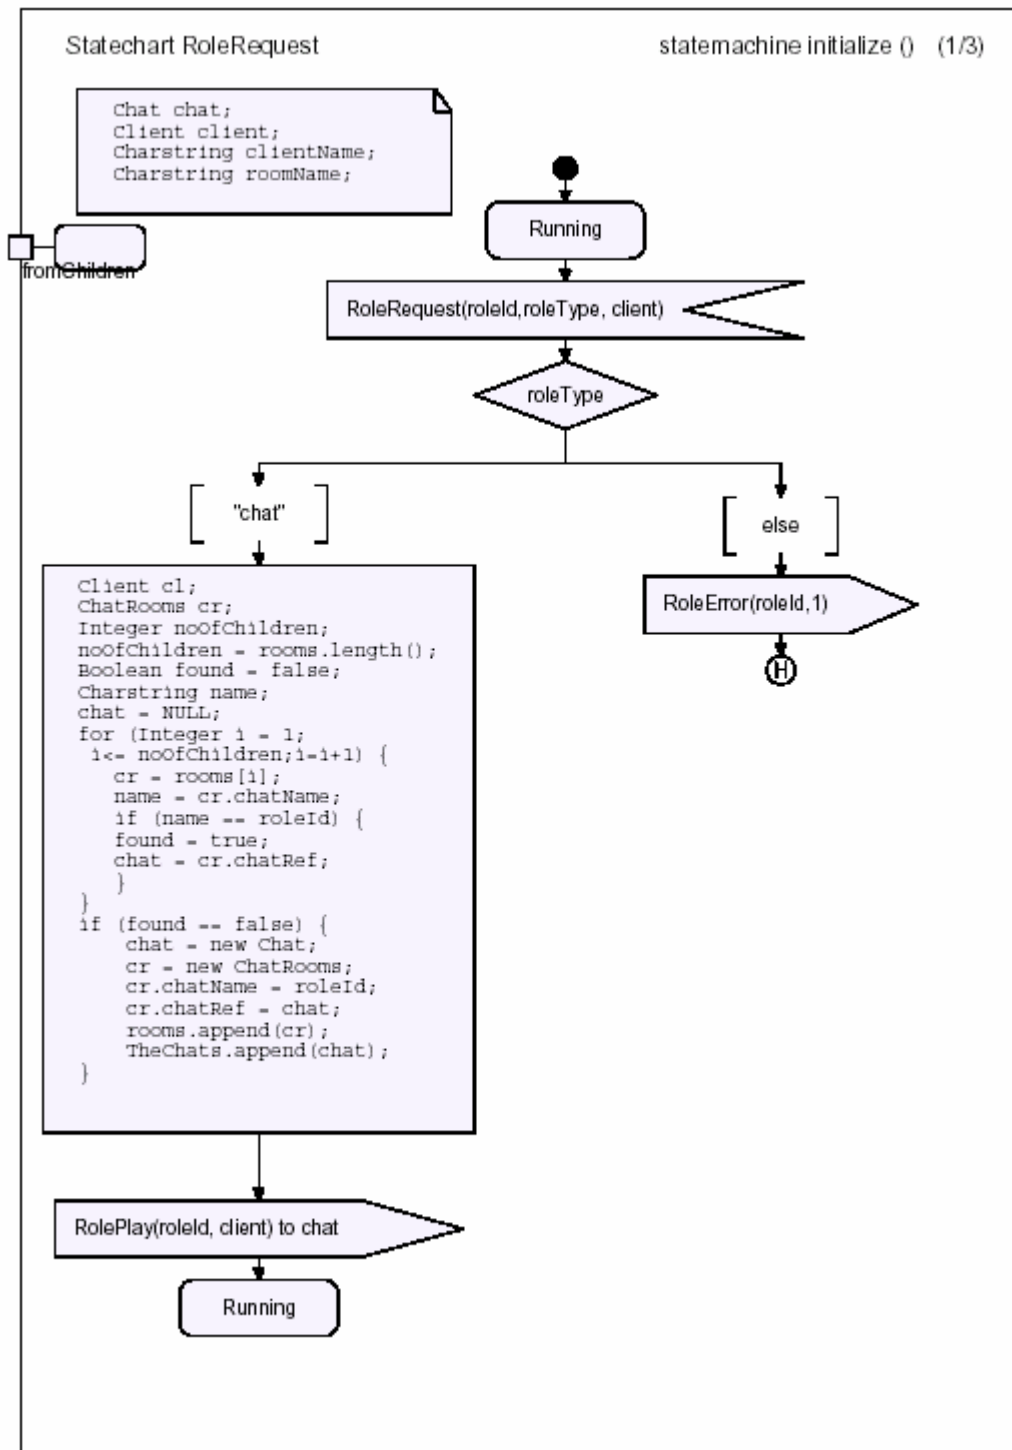 Statechart RoleRequest
statemachine initialize () (1/3)
Chat chat;
Client client;
Charstring clientName;
Charstring roomName;
Running
fromChildren
RoleRequest(roleId,roleType, client)
roleType
"chat"
else
Client cl;
ChatRooms cr;
Integer noOfChildren;
noOfChildren = rooms.length();
Boolean found = false;
Charstring name;
chat = NULL;
for (Integer i = 1;
i<= noOfChildren;i=i+1) {
cr = rooms[i];
name = cr.chatName;
if (name == roleId) {
found = true;
chat = cr.chatRef;
}
}
if (found == false) {
chat = new Chat;
cr = new ChatRooms;
cr.chatName = roleId;
cr.chatRef = chat;
rooms.append(cr);
TheChats.append(chat);
}
RoleError(roleId,1)
H
RolePlay(roleId, client) to chat
Running